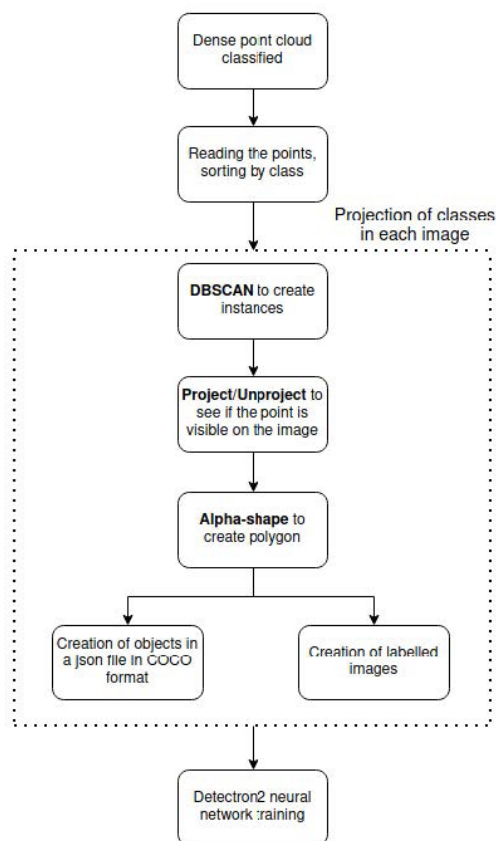 Dense point cloud
classified
Reading the points,
sorting by class
Projection of classes
in each image
DBSCAN to create
instances
Project/Unproject to
see if the point is
visible on the image
Alpha-shape to
create polygon
Creation of objects in
a json file in COCO
format
Creation of labelled
images
Detectron2 neural
network training